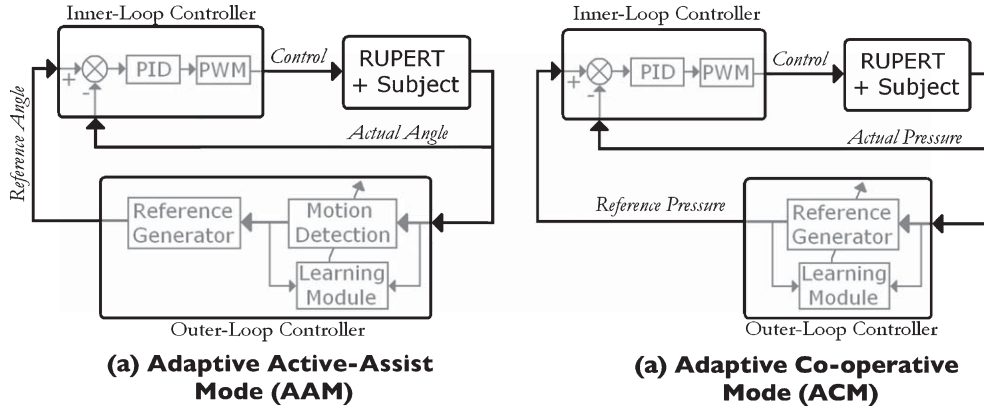 Inner-Loop Controller
+
-
PID
PWM
Control
RUPERT
+ Subject
Actual Angle
Reference Angle
Reference
Generator
Motion
Detection
Learning
Module
Outer-Loop Controller
(a) Adaptive Active-Assist
Mode (AAM)
Inner-Loop Controller
+
-
PID
PWM
Control
RUPERT
+ Subject
Actual Pressure
Reference Pressure
Reference
Generator
Learning
Module
Outer-Loop Controller
(a) Adaptive Co-operative
Mode (ACM)